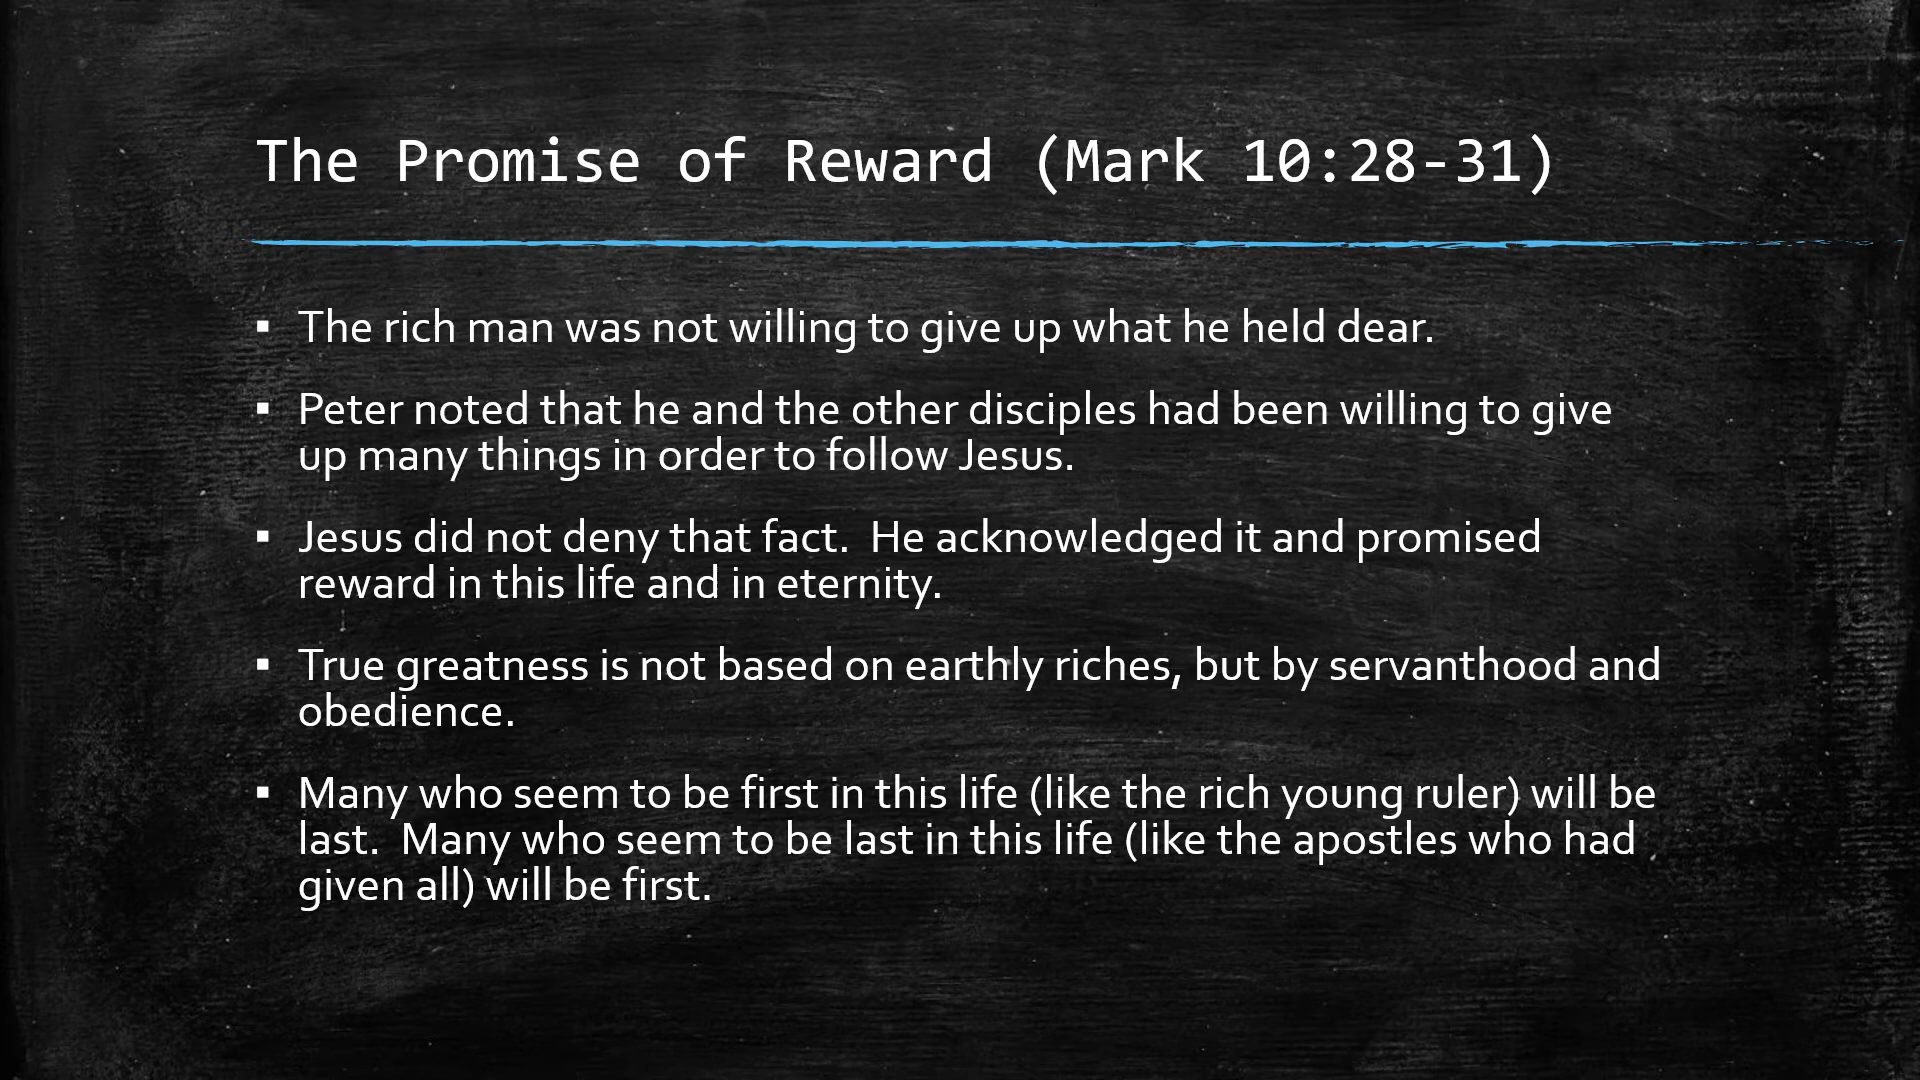 The Promise of Reward (Mark 10:28-31)
▪ The rich man was not willing to give up what he held dear.
▪ Peter noted that he and the other disciples had been willing to give
up many things in order to follow Jesus.
▪ Jesus did not deny that fact.  He acknowledged it and promised
reward in this life and in eternity.
▪ True greatness is not based on earthly riches, but by servanthood and
obedience.
▪ Many who seem to be first in this life (like the rich young ruler) will be
last.  Many who seem to be last in this life (like the apostles who had
given all) will be first.